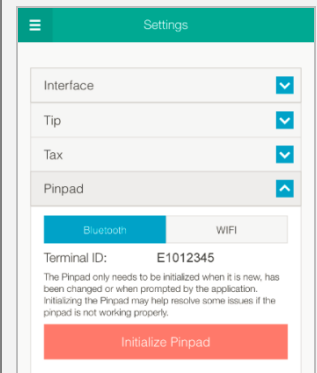 Settings
Interface
Tip
Tax
Pinpad
Bluetooth WIFI
Terminal ID: E1012345
The Pinpad only needs to be initialized when it is new, has
been changed or when prompted by the application.
Initializing the Pinpad may help resolve some issues if the
pinpad is not working properly.
Initialize Pinpad